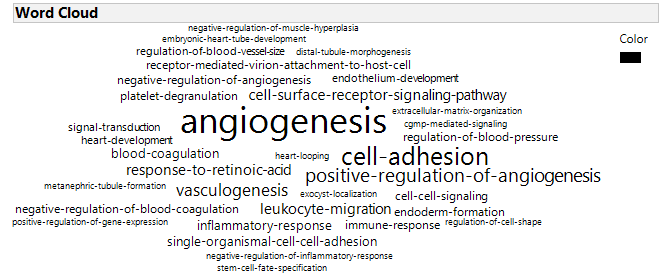 Word Cloud
negative-regulation-of-muscle-hyperplasia
Color
embryonic-heart-tube-development
regulation-of-blood-vessel-size distal-tubule-morphogenesis
receptor-mediated-virion-attachment-to-host-cell
negative-regulation-of-angiogenesis endothelium-development
platelet-degranulation cell-surface-receptor-signaling-pathway
angiogenesis extracellular-matrix-organization
signal-transduction cgmp-mediated-signaling
heart-development regulation-of-blood-pressure
blood-coagulation heart-looping cell-adhesion
response-to-retinoic-acid positive-regulation-of-angiogenesis
metanephric-tubule-formation vasculogenesis exocyst-localization cell-cell-signaling
negative-regulation-of-blood-coagulation leukocyte-migration endoderm-formation
positive-regulation-of-gene-expression inflammatory-response immune-response regulation-of-cell-shape
single-organismal-cell-cell-adhesion
negative-regulation-of-inflammatory-response
stem-cell-fate-specification